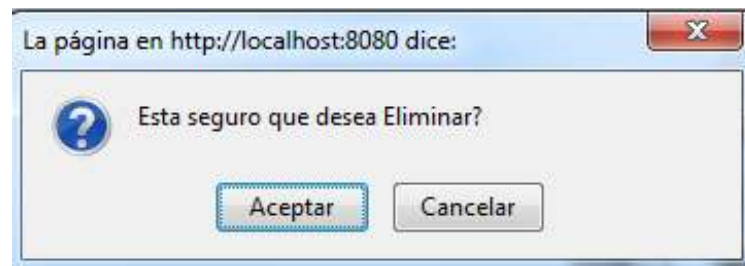 La página en http://localhost:8080 dice:
Esta seguro que desea Eliminar?
Aceptar Cancelar